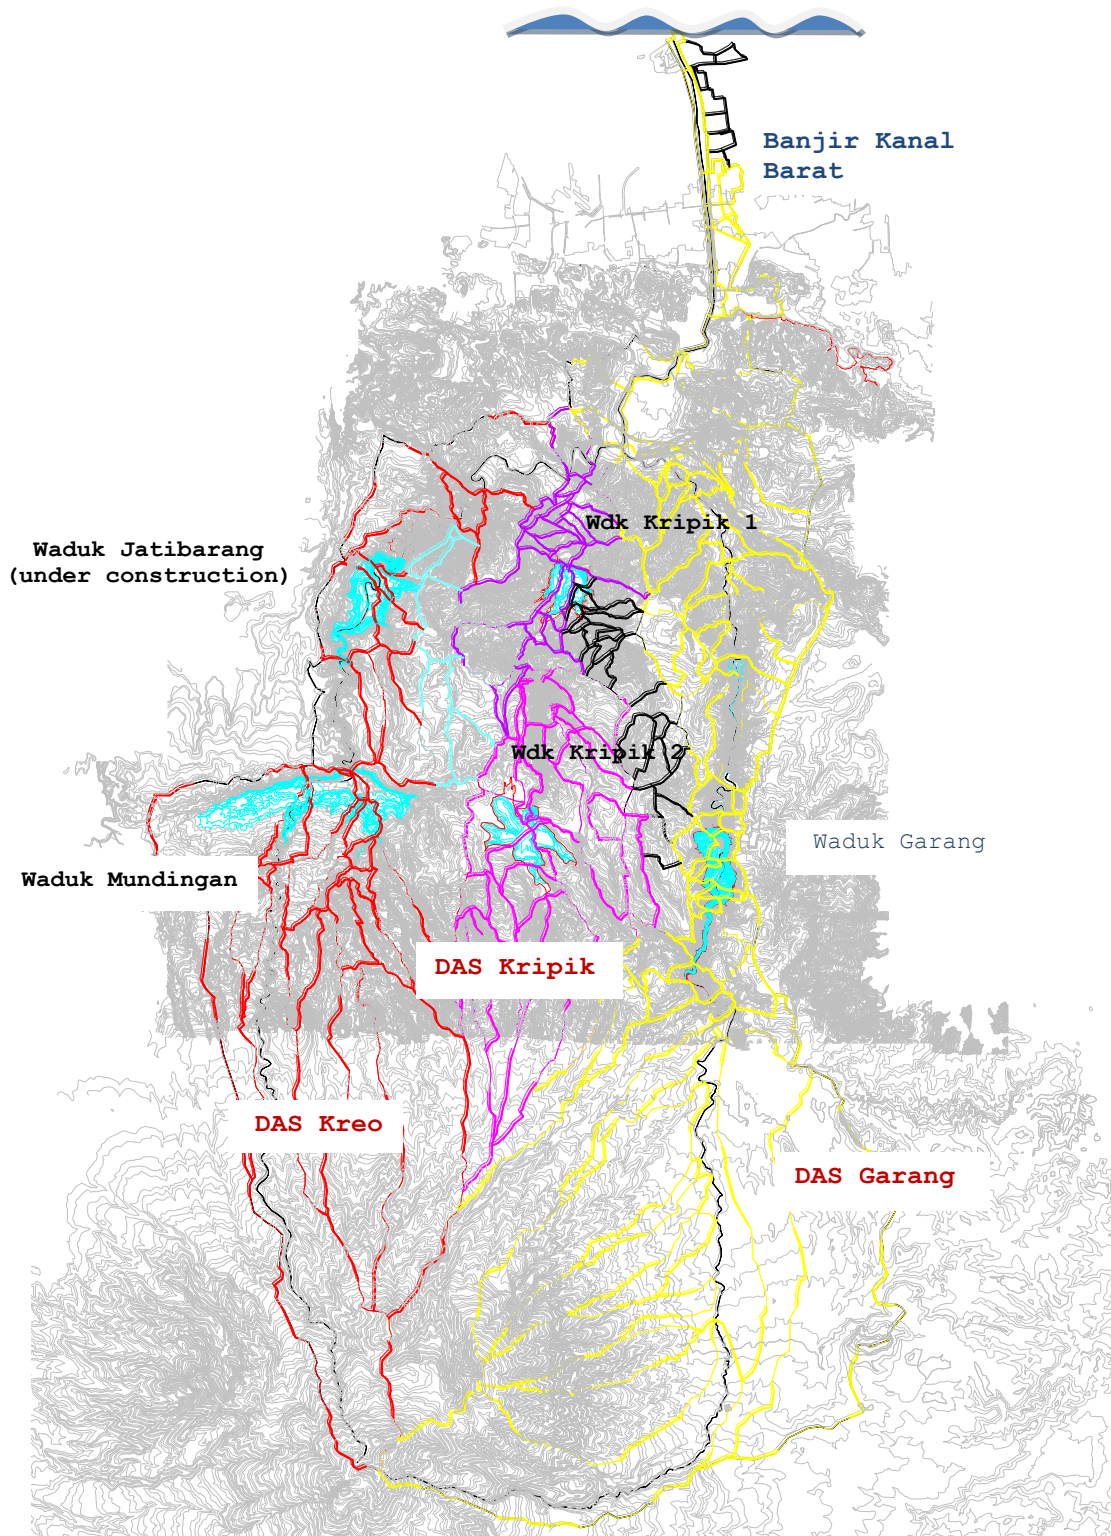 Banjir Kanal
Barat
Wdk Kripik 1
Waduk Jatibarang
(under construction)
Wdk Kripik 2
Waduk Garang
Waduk Mundingan
DAS Kripik
DAS Kreo
DAS Garang